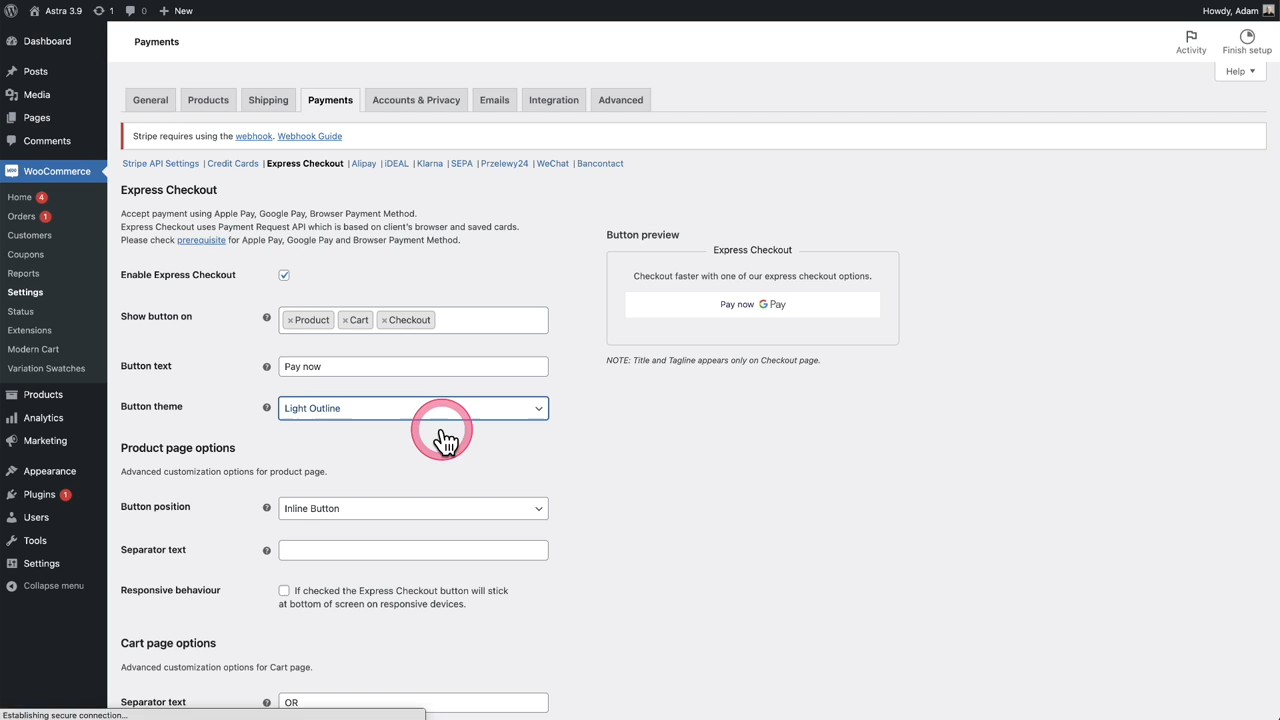 Astra 3.9 1 0 + New Howdy, Adam
Dashboard
Posts
Media
Pages
Comments
WooCommerce
Home 4
Orders 1
Customers
Coupons
Reports
Settings
Status
Extensions
Modern Cart
Variation Swatches
Products
Analytics
Marketing
Appearance
Plugins 1
Users
Tools
Settings
Collapse menu
Payments
Activity
Finish setup
Help ▼
General Products Shipping Payments Accounts & Privacy Emails Integration Advanced
Stripe requires using the webhook. Webhook Guide
Stripe API Settings | Credit Cards | Express Checkout | Alipay | iDEAL | Klarna | SEPA | Przelewy24 | WeChat | Bancontact
Express Checkout
Accept payment using Apple Pay, Google Pay, Browser Payment Method.
Express Checkout uses Payment Request API which is based on client's browser and saved cards.
Please check prerequisite for Apple Pay, Google Pay and Browser Payment Method.
Enable Express Checkout
Show button on × Product × Cart × Checkout
Button text Pay now
Button theme Light Outline
Product page options
Advanced customization options for product page.
Button position Inline Button
Separator text
Responsive behaviour If checked the Express Checkout button will stick
at bottom of screen on responsive devices.
Cart page options
Advanced customization options for Cart page.
Separator text OR
Button preview
Express Checkout
Checkout faster with one of our express checkout options.
Pay now G Pay
NOTE: Title and Tagline appears only on Checkout page.
Establishing secure connection...